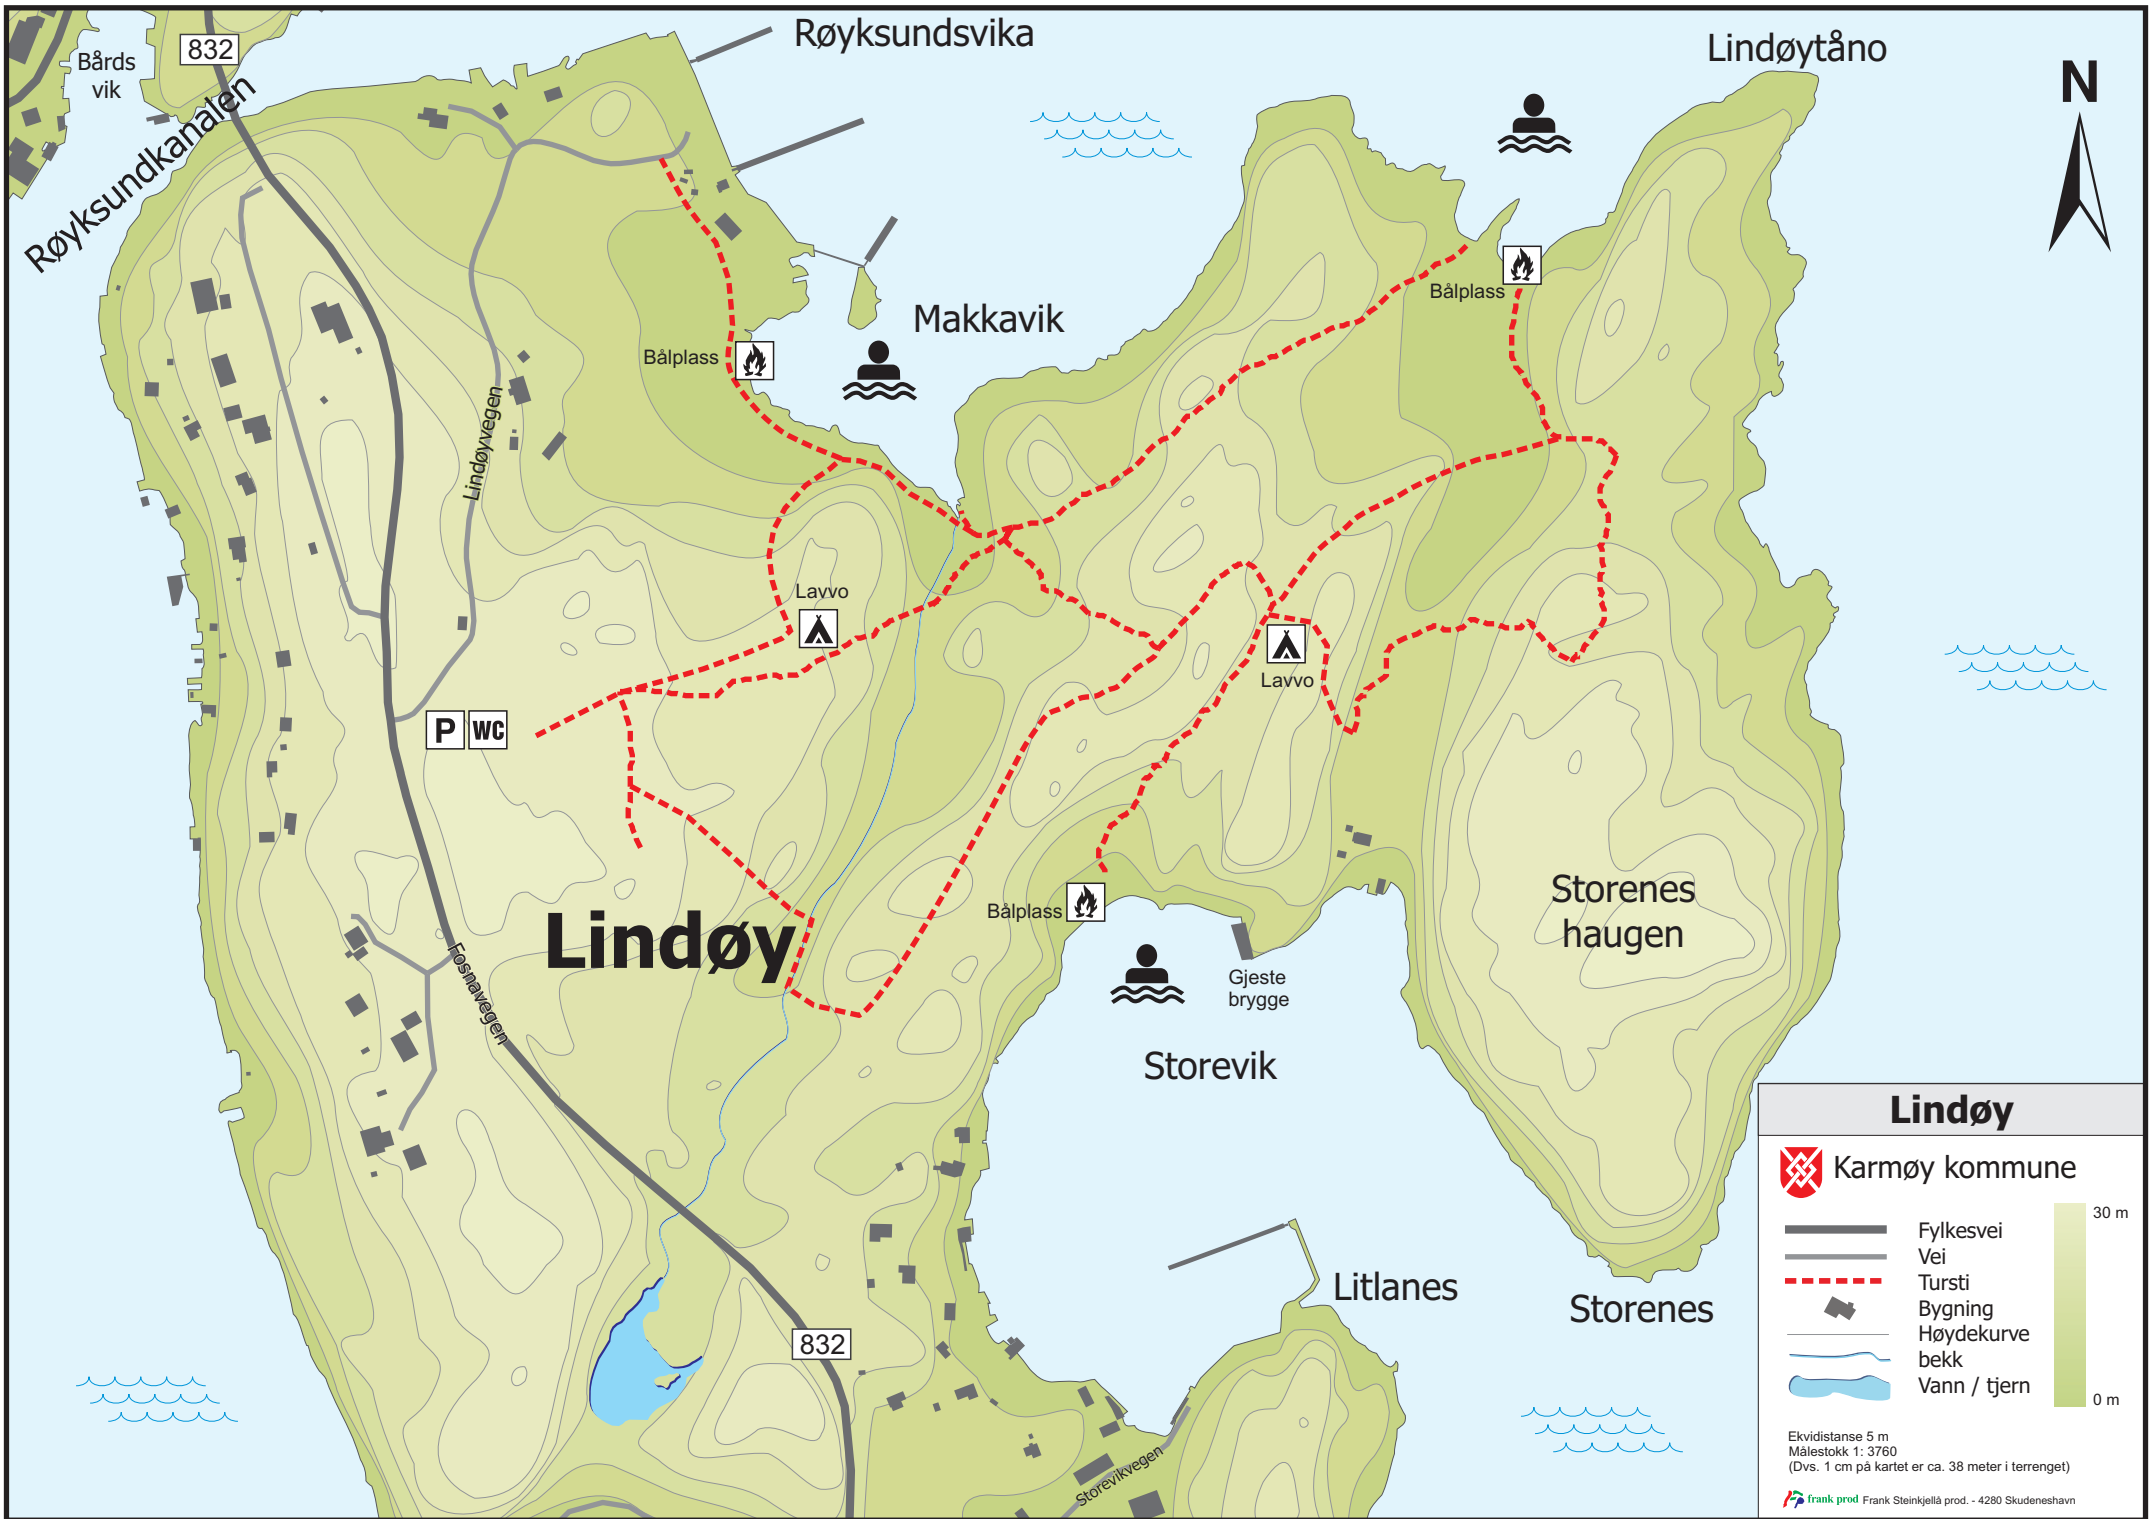 Røyksundsvika
Lindøytåno
N
832
Bårds
vik
Røyksundkanalen
Makkavik
Bålplass
Bålplass
Lindøyvegen
Lavvo
Lavvo
P
WC
Storenes
haugen
Lindøy
Bålplass
Fosnavegen
Gjeste
brygge
Storevik
Litlanes
Storenes
832
Storevikvegen
Lindøy
Karmøy kommune
30 m
Fylkesvei
Vei
Tursti
Bygning
Høydekurve
bekk
Vann / tjern
0 m
Ekvidistanse 5 m
Målestokk 1: 3760
(Dvs. 1 cm på kartet er ca. 38 meter i terrenget)
frank prod Frank Steinkjellå prod. - 4280 Skudeneshavn